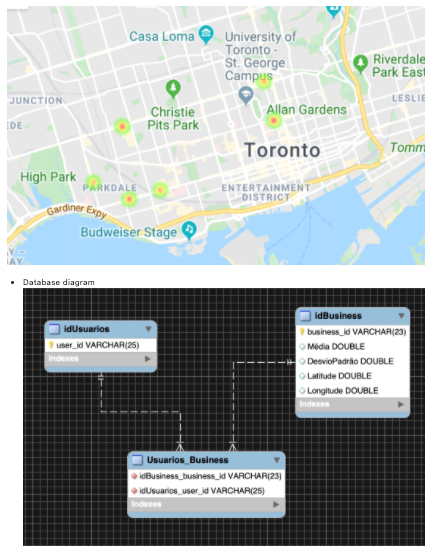 Casa Loma
University of
Toronto -
St. George
Campus
Riverdale
Park East
JUNCTION
Christie
Pits Park
Allan Gardens
LESLIE
EDE
Toronto
Tomm
High Park
PARKDALE
ENTERTAINMENT
DISTRICT
Gardiner Expy
Budweiser Stage
AY -
BAY
• Database diagram
idUsuarios
user_id VARCHAR(25)
Indexes
idBusiness
business_id VARCHAR(23)
Média DOUBLE
DesvioPadrão DOUBLE
Latitude DOUBLE
Longitude DOUBLE
Indexes
Usuarios_Business
idBusiness_business_id VARCHAR(23)
idUsuarios_user_id VARCHAR(25)
Indexes